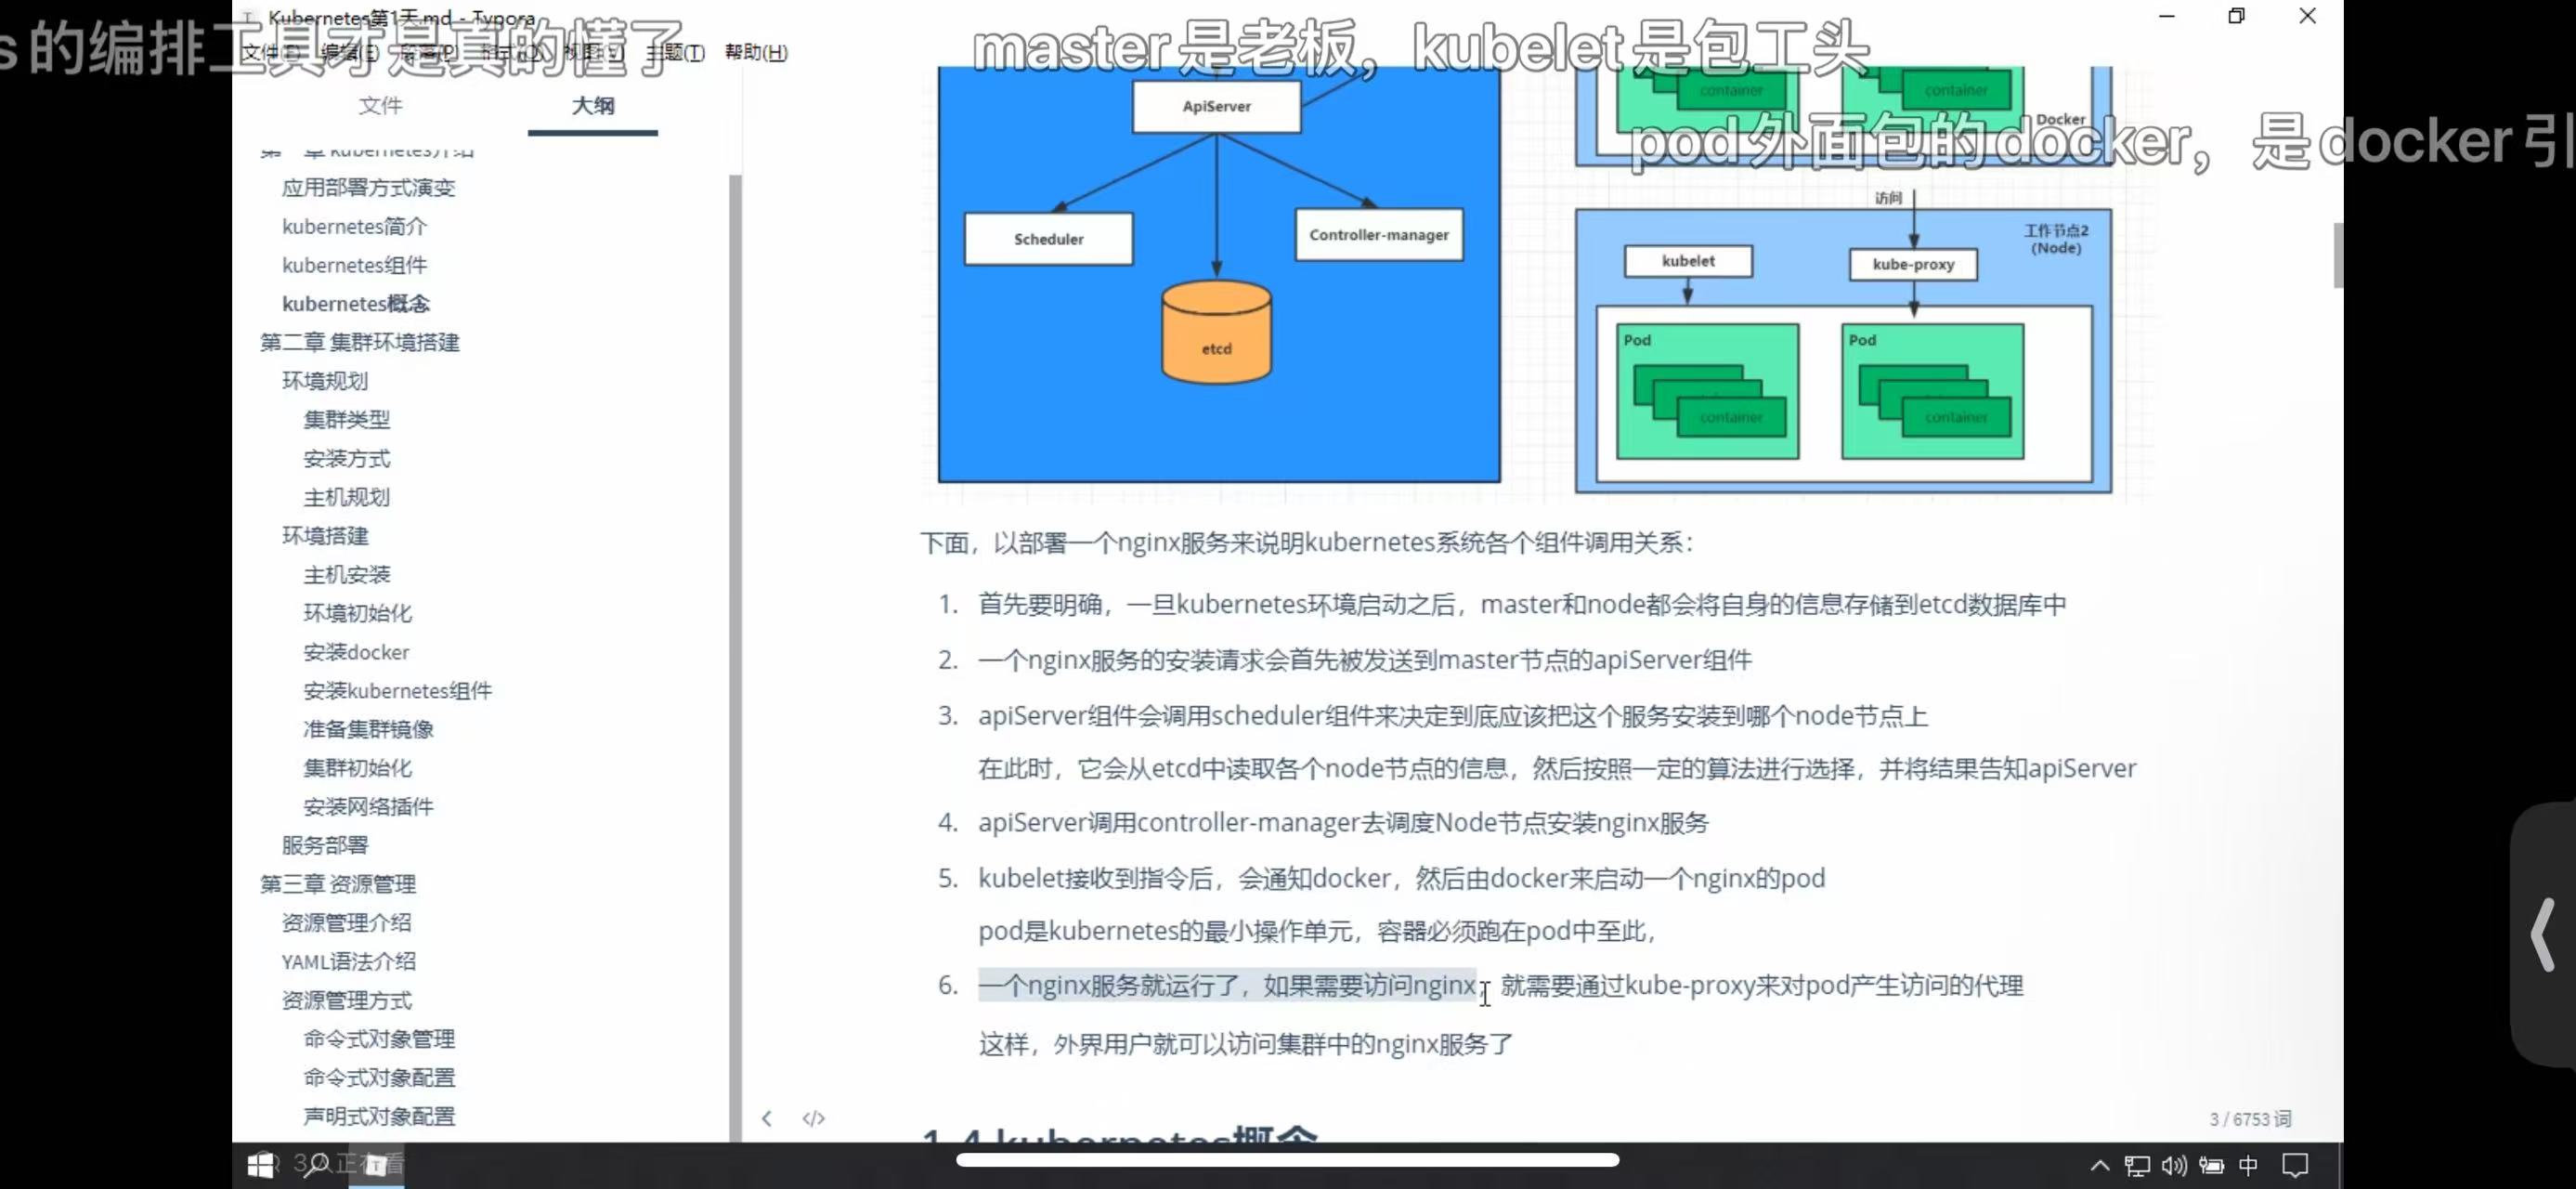 s的编排工具才是真的懂了
master是老板，kubelet是包工头
pod外面包的docker，是docker引
Kubernetes第1天.md - Typora
文件(F) 编辑(E) 段落(P) 格式(O) 视图(V) 主题(T) 帮助(H)
文件
大纲
第一章 kubernetes介绍
应用部署方式演变
kubernetes简介
kubernetes组件
kubernetes概念
第二章 集群环境搭建
环境规划
集群类型
安装方式
主机规划
环境搭建
主机安装
环境初始化
安装docker
安装kubernetes组件
准备集群镜像
集群初始化
安装网络插件
服务部署
第三章 资源管理
资源管理介绍
YAML语法介绍
资源管理方式
命令式对象管理
命令式对象配置
声明式对象配置
ApiServer
Scheduler
Controller-manager
etcd
container
container
Docker
访问
工作节点2
(Node)
kubelet
kube-proxy
Pod
Pod
container
container
下面，以部署一个nginx服务来说明kubernetes系统各个组件调用关系：
1. 首先要明确，一旦kubernetes环境启动之后，master和node都会将自身的信息存储到etcd数据库中
2. 一个nginx服务的安装请求会首先被发送到master节点的apiServer组件
3. apiServer组件会调用scheduler组件来决定到底应该把这个服务安装到哪个node节点上
在此时，它会从etcd中读取各个node节点的信息，然后按照一定的算法进行选择，并将结果告知apiServer
4. apiServer调用controller-manager去调度Node节点安装nginx服务
5. kubelet接收到指令后，会通知docker，然后由docker来启动一个nginx的pod
pod是kubernetes的最小操作单元，容器必须跑在pod中至此，
6. 一个nginx服务就运行了，如果需要访问nginx，就需要通过kube-proxy来对pod产生访问的代理
这样，外界用户就可以访问集群中的nginx服务了
1.4 kubernetes概念
3 / 6753 词
中